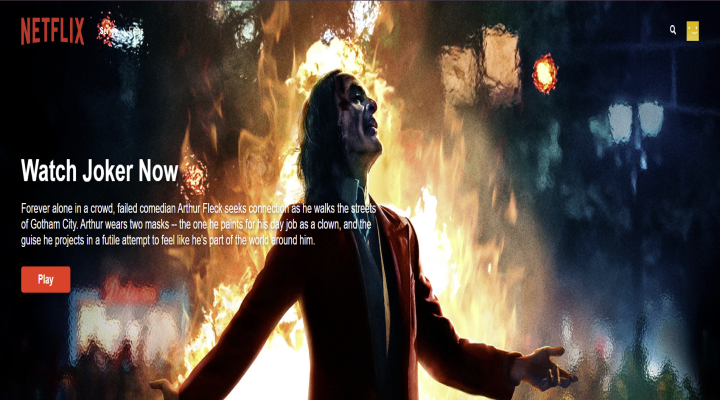 NETFLIX
Watch Joker Now
Forever alone in a crowd, failed comedian Arthur Fleck seeks connection as he walks the streets
of Gotham City. Arthur wears two masks -- the one he paints for his day job as a clown, and the
guise he projects in a futile attempt to feel like he's part of the world around him.
Play